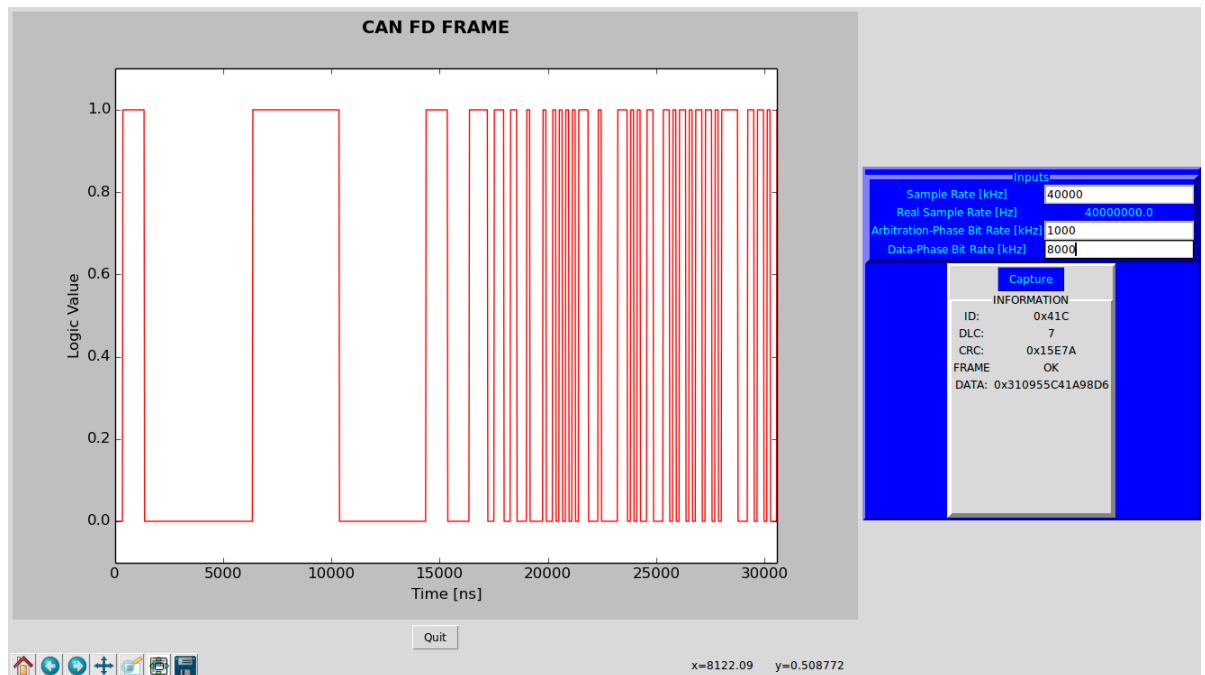 CAN FD FRAME
1.0
0.8
0.6
0.4
0.2
0.0
Logic Value
0 5000 10000 15000 20000 25000 30000
Time [ns]
Quit
x=8122.09 y=0.508772
Inputs
Sample Rate [kHz] 40000
Real Sample Rate [Hz] 40000000.0
Arbitration-Phase Bit Rate [kHz] 1000
Data-Phase Bit Rate [kHz] 8000
Capture
INFORMATION
ID: 0x41C
DLC: 7
CRC: 0x15E7A
FRAME OK
DATA: 0x310955C41A98D6